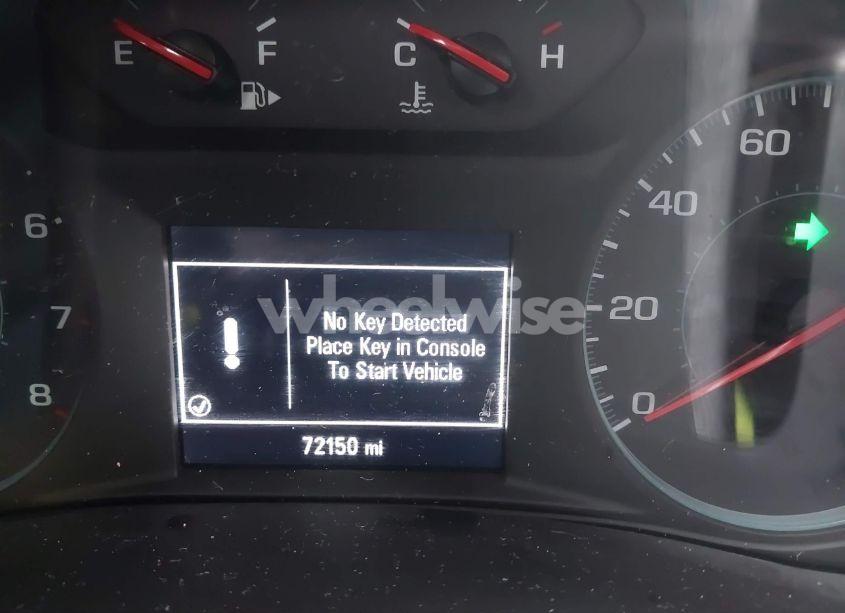 E F C H
60
40
20
0
6
7
8
wheelwise
No Key Detected
Place Key in Console
To Start Vehicle
72150 mi